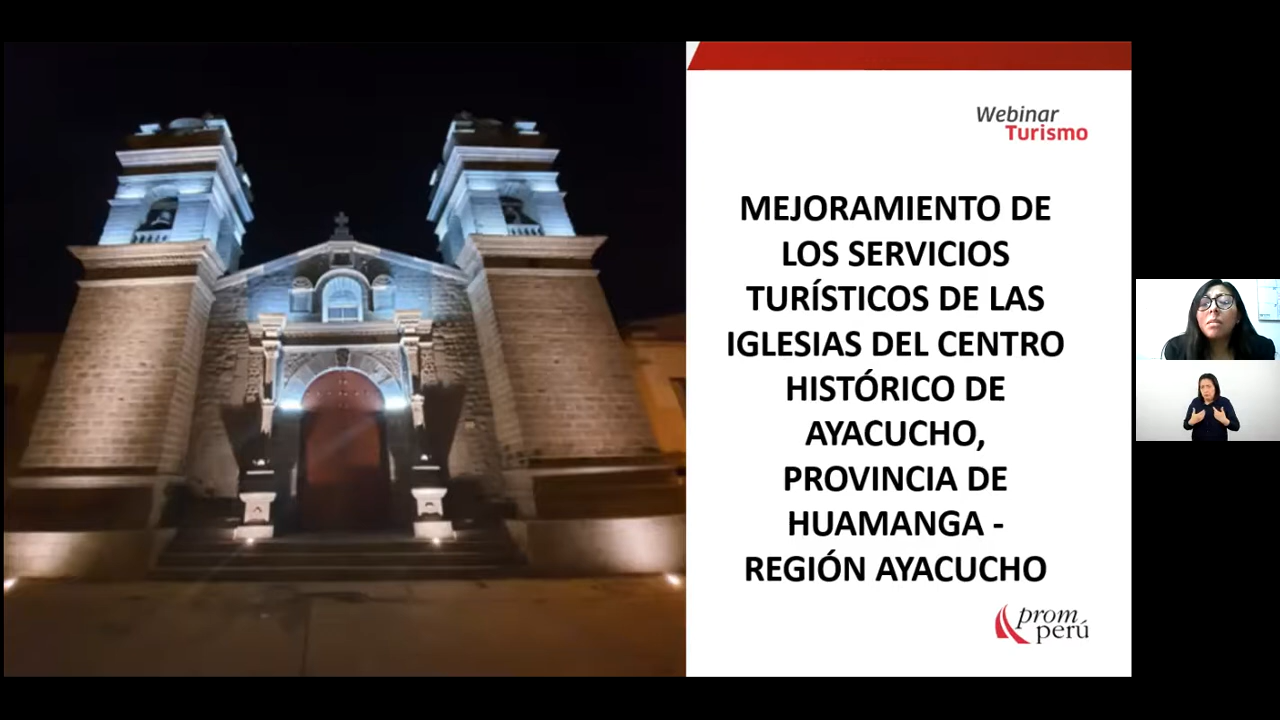 Webinar
Turismo
MEJORAMIENTO DE
LOS SERVICIOS
TURÍSTICOS DE LAS
IGLESIAS DEL CENTRO
HISTÓRICO DE
AYACUCHO,
PROVINCIA DE
HUAMANGA -
REGIÓN AYACUCHO
prom
perú